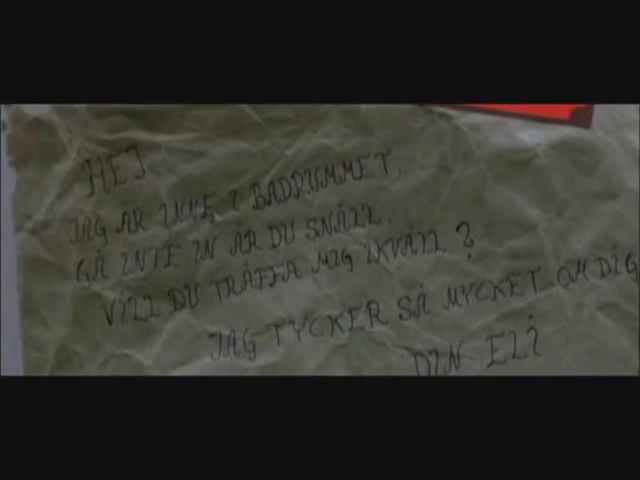 HEJ
JAG ÄR INNE I BADRUMMET.
GÅ INTE IN ÄR DU SNÄLL.
VILL DU TRÄFFA MIG IKVÄLL?
JAG TYCKER SÅ MYCKET OM DIG
DIN ELI